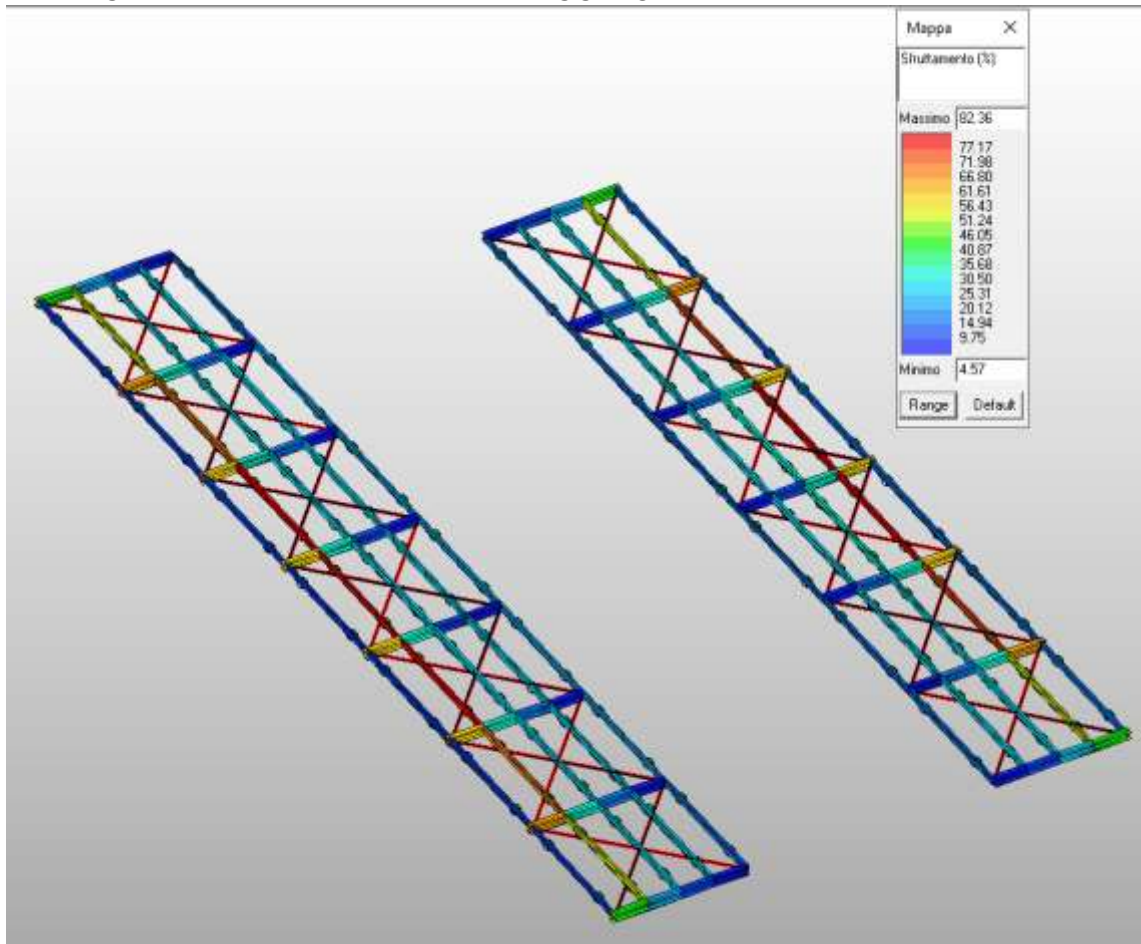 Mappa
Sfruttamento (%)
Massimo 82.36
77.17
71.98
66.80
61.61
56.43
51.24
46.05
40.87
35.68
30.50
25.31
20.12
14.94
9.75
Minimo 4.57
Range Default